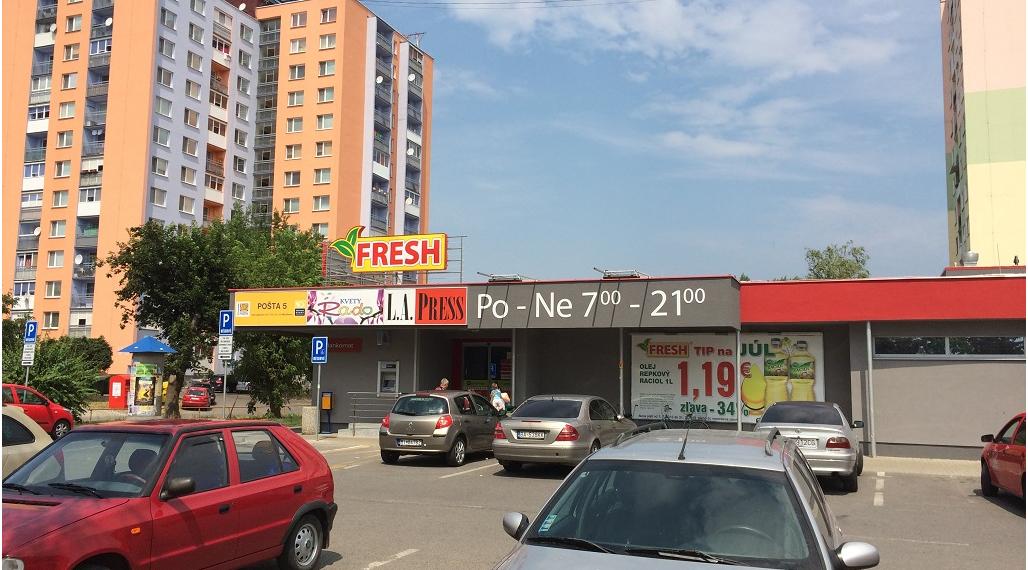 FRESH
POŠTA 5
KVETY
Rado
L.A. PRESS
Po - Ne 7⁰⁰ - 21⁰⁰
P
P
P
Bankomat
FRESH TIP na JÚL
OLEJ
REPKOVÝ
RACIOL 1L
1,19€
zľava - 34%